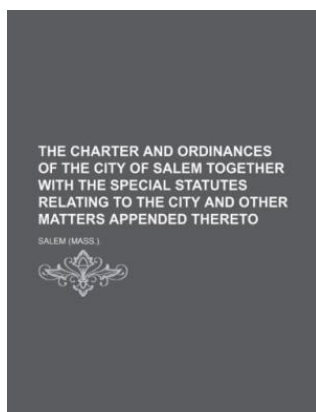 THE CHARTER AND ORDINANCES
OF THE CITY OF SALEM TOGETHER
WITH THE SPECIAL STATUTES
RELATING TO THE CITY AND OTHER
MATTERS APPENDED THERETO
SALEM (MASS.).